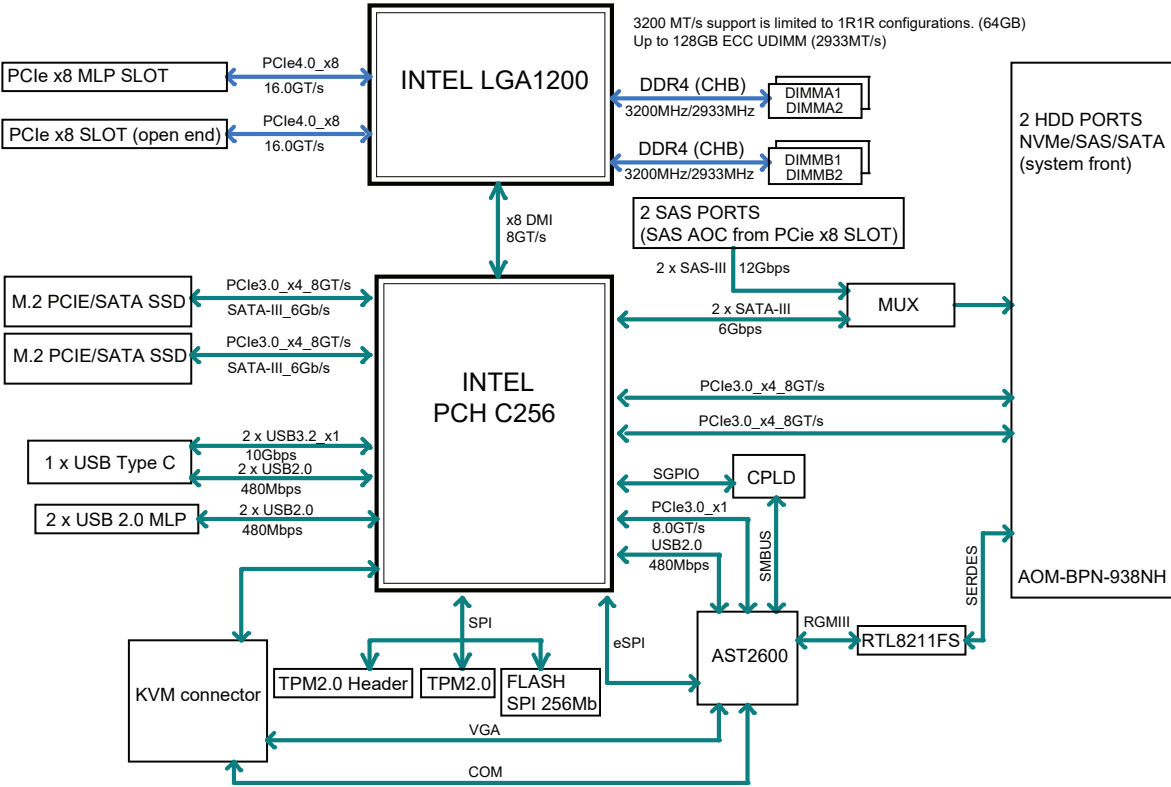 3200 MT/s support is limited to 1R1R configurations. (64GB)
Up to 128GB ECC UDIMM (2933MT/s)
INTEL LGA1200
PCIe x8 MLP SLOT
PCIe4.0_x8
16.0GT/s
PCIe x8 SLOT (open end)
PCIe4.0_x8
16.0GT/s
DDR4 (CHB)
3200MHz/2933MHz
DIMMA1
DIMMA2
DDR4 (CHB)
3200MHz/2933MHz
DIMMB1
DIMMB2
2 HDD PORTS
NVMe/SAS/SATA
(system front)
x8 DMI
8GT/s
2 SAS PORTS
(SAS AOC from PCie x8 SLOT)
2 x SAS-III
12Gbps
MUX
2 x SATA-III
6Gbps
M.2 PCIE/SATA SSD
PCIe3.0_x4_8GT/s
SATA-III_6Gb/s
M.2 PCIE/SATA SSD
PCIe3.0_x4_8GT/s
SATA-III_6Gb/s
INTEL
PCH C256
PCIe3.0_x4_8GT/s
PCIe3.0_x4_8GT/s
1 x USB Type C
2 x USB3.2_x1
10Gbps
2 x USB2.0
480Mbps
2 x USB 2.0 MLP
2 x USB2.0
480Mbps
SGPIO
CPLD
PCIe3.0_x1
8.0GT/s
USB2.0
480Mbps
SMBUS
SERDES
AOM-BPN-938NH
SPI
eSPI
AST2600
RGMIII
RTL8211FS
KVM connector
TPM2.0 Header
TPM2.0
FLASH
SPI 256Mb
VGA
COM